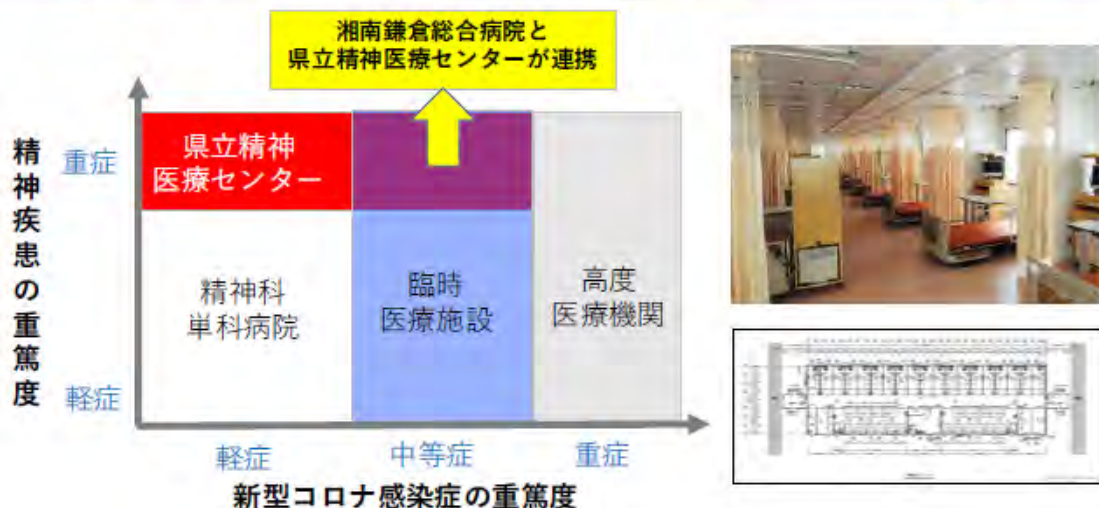 湘南鎌倉総合病院と
県立精神医療センターが連携
精神疾患の重篤度
重症
軽症
県立精神
医療センター
精神科
単科病院
臨時
医療施設
高度
医療機関
軽症
中等症
重症
新型コロナ感染症の重篤度